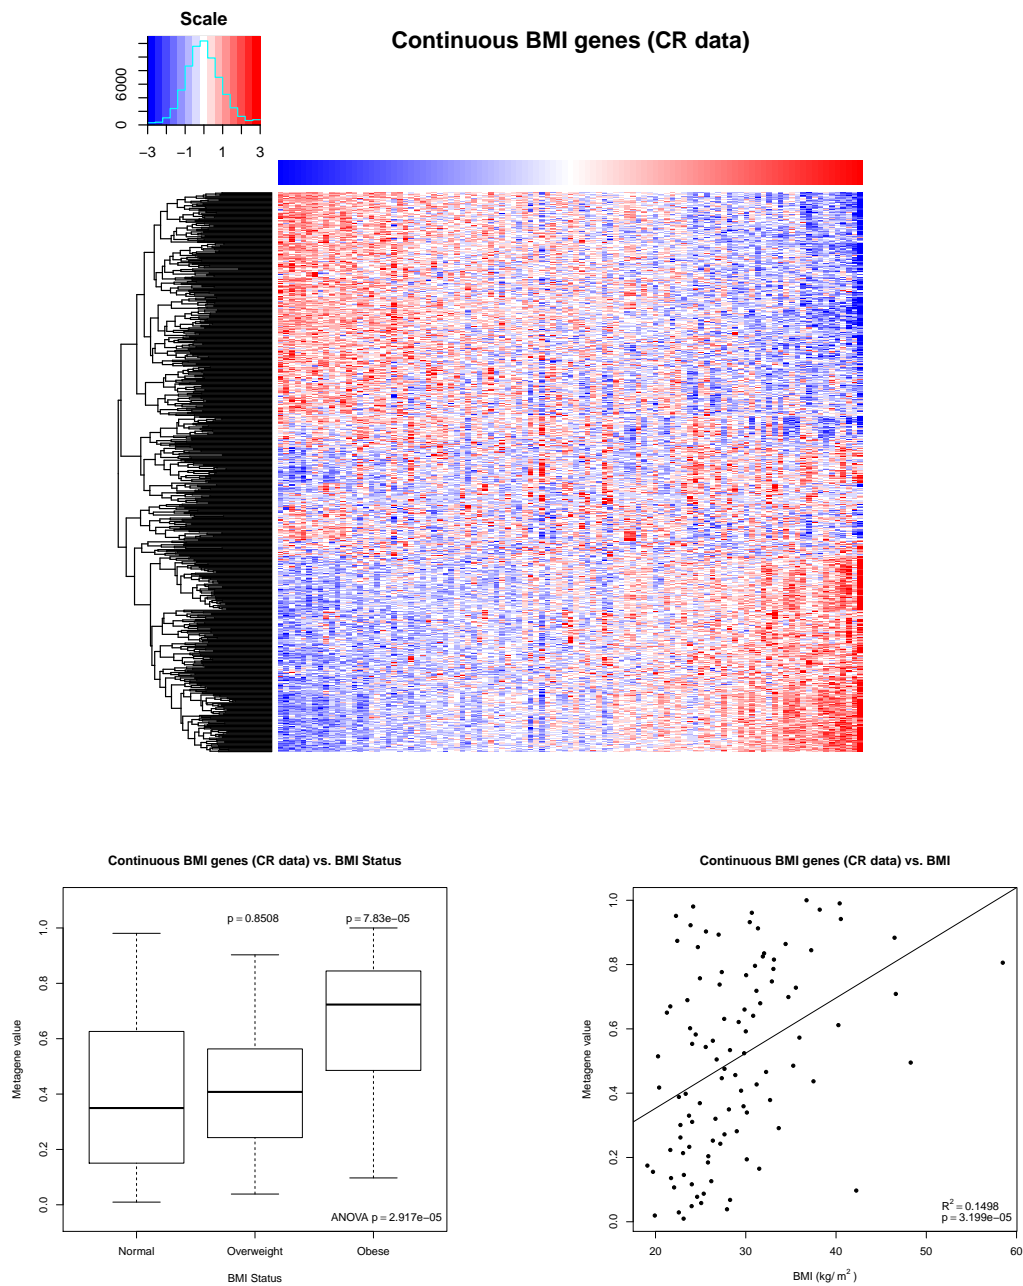 Scale
Continuous BMI genes (CR data)
0 6000
−3 −1 1 3
Continuous BMI genes (CR data) vs. BMI Status
p = 0.8508 p = 7.83e−05
Metagene value
0.0 0.2 0.4 0.6 0.8 1.0
ANOVA p = 2.917e−05
Normal Overweight Obese
BMI Status
Continuous BMI genes (CR data) vs. BMI
Metagene value
0.0 0.2 0.4 0.6 0.8 1.0
R² = 0.1498
p = 3.199e−05
20 30 40 50 60
BMI (kg/ m²)